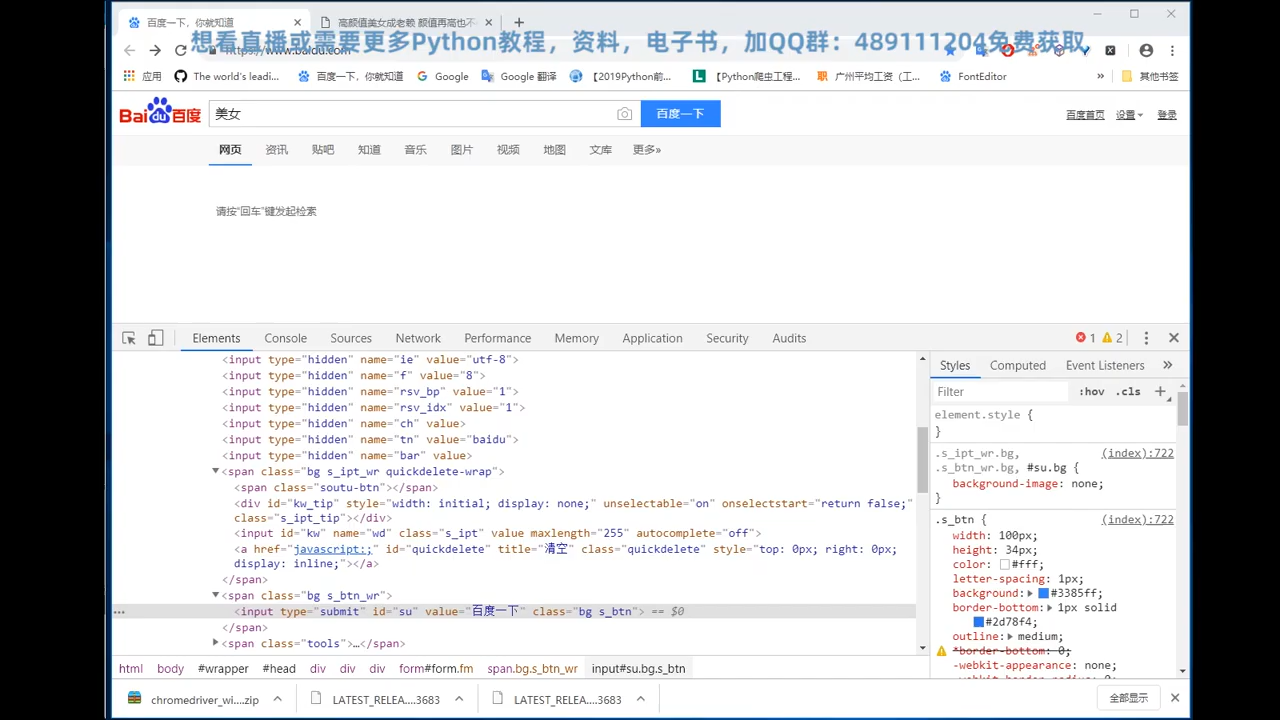 百度一下，你就知道
高颜值美女成老赖 颜值再高也不
想看直播或需要更多Python教程，资料，电子书，加QQ群：489111204免费获取
应用
The world's leadi...
百度一下，你就知道
Google
Google 翻译
【2019Python前...
【Python爬虫工程...
广州平均工资（工...
FontEditor
»
其他书签
Bai du 百度
美女
百度一下
百度首页
设置
登录
网页
资讯
贴吧
知道
音乐
图片
视频
地图
文库
更多»
请按“回车”键发起检索
Elements
Console
Sources
Network
Performance
Memory
Application
Security
Audits
1
2
<input type="hidden" name="ie" value="utf-8">
<input type="hidden" name="f" value="8">
<input type="hidden" name="rsv_bp" value="1">
<input type="hidden" name="rsv_idx" value="1">
<input type="hidden" name="ch" value>
<input type="hidden" name="tn" value="baidu">
<input type="hidden" name="bar" value>
<span class="bg s_ipt_wr quickdelete-wrap">
<span class="soutu-btn"></span>
<div id="kw_tip" style="width: initial; display: none;" unselectable="on" onselectstart="return false;"
class="s_ipt_tip"></div>
<input id="kw" name="wd" class="s_ipt" value maxlength="255" autocomplete="off">
<a href="javascript:;" id="quickdelete" title="清空" class="quickdelete" style="top: 0px; right: 0px;
display: inline;"></a>
</span>
<span class="bg s_btn_wr">
<input type="submit" id="su" value="百度一下" class="bg s_btn"> == $0
</span>
<span class="tools">…</span>
html
body
#wrapper
#head
div
div
div
form#form.fm
span.bg.s_btn_wr
input#su.bg.s_btn
Styles
Computed
Event Listeners
»
Filter
:hov
.cls
+
element.style {
}
.s_ipt_wr.bg,
(index):722
.s_btn_wr.bg, #su.bg {
background-image: none;
}
.s_btn {
(index):722
width: 100px;
height: 34px;
color: #fff;
letter-spacing: 1px;
background: #3385ff;
border-bottom: 1px solid
#2d78f4;
outline: medium;
*border-bottom: 0;
-webkit-appearance: none;
chromedriver_wi....zip
LATEST_RELEA....3683
LATEST_RELEA....3683
全部显示